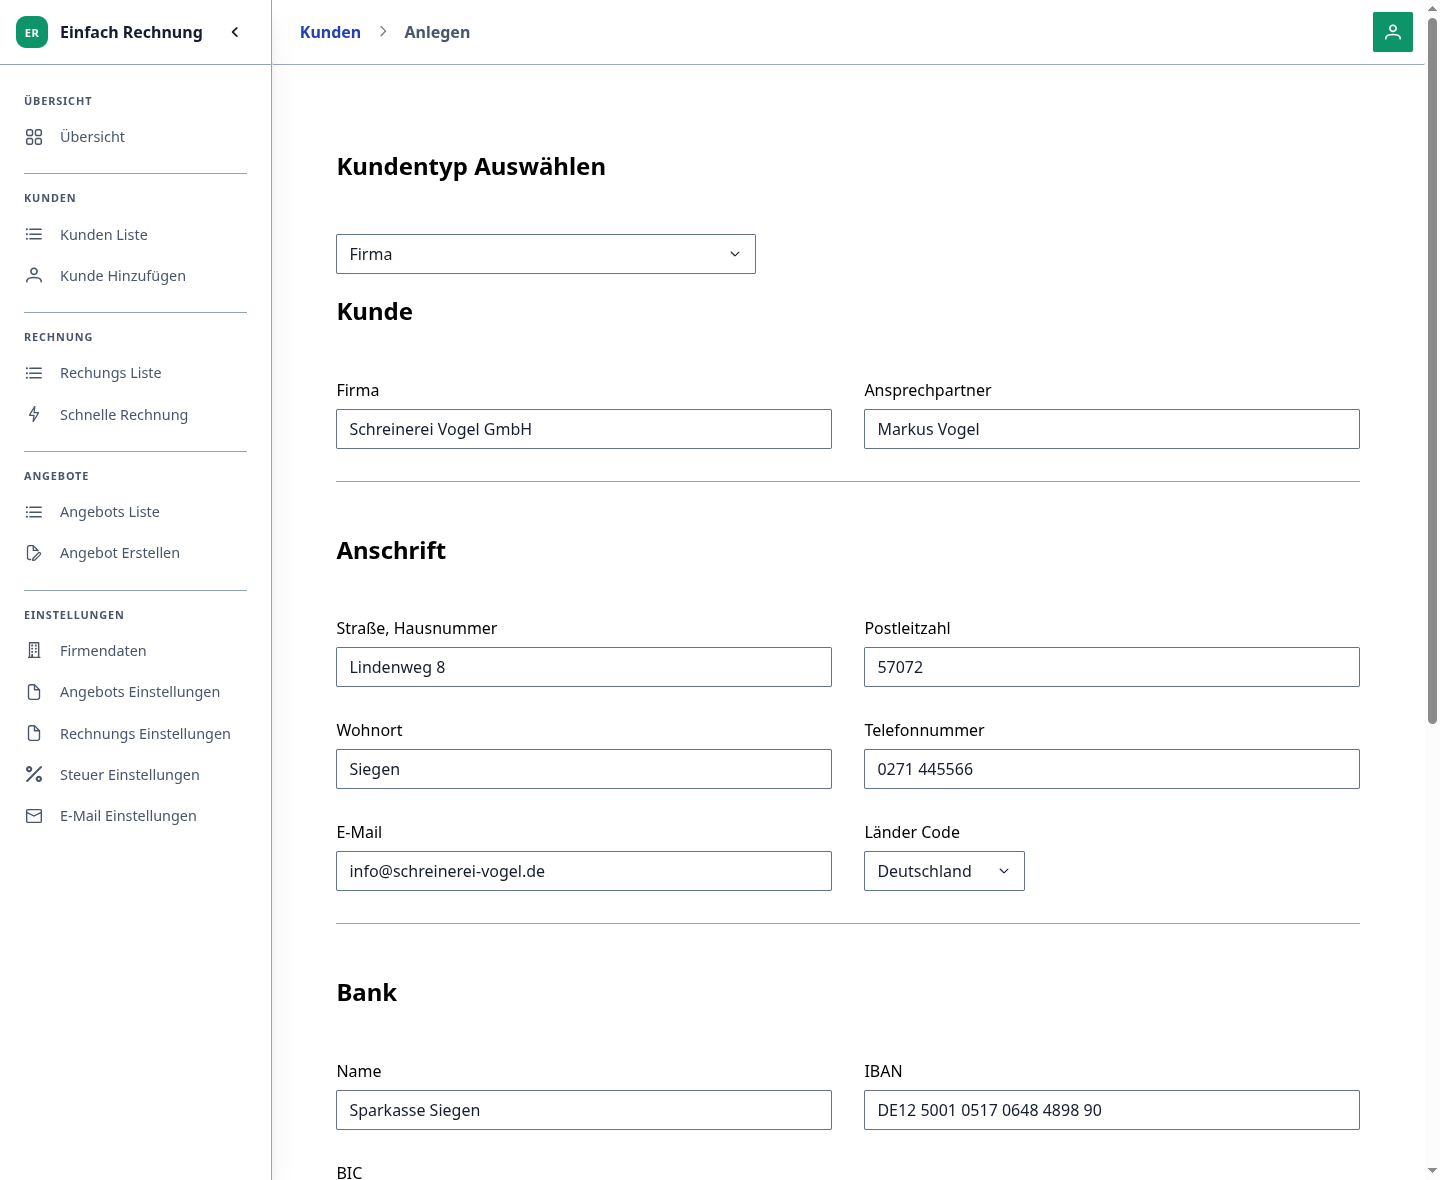 ER Einfach Rechnung
Kunden > Anlegen
ÜBERSICHT
Übersicht
KUNDEN
Kunden Liste
Kunde Hinzufügen
RECHNUNG
Rechungs Liste
Schnelle Rechnung
ANGEBOTE
Angebots Liste
Angebot Erstellen
EINSTELLUNGEN
Firmendaten
Angebots Einstellungen
Rechnungs Einstellungen
Steuer Einstellungen
E-Mail Einstellungen
Kundentyp Auswählen
Firma
Kunde
Firma
Schreinerei Vogel GmbH
Ansprechpartner
Markus Vogel
Anschrift
Straße, Hausnummer
Lindenweg 8
Postleitzahl
57072
Wohnort
Siegen
Telefonnummer
0271 445566
E-Mail
info@schreinerei-vogel.de
Länder Code
Deutschland
Bank
Name
Sparkasse Siegen
IBAN
DE12 5001 0517 0648 4898 90
BIC